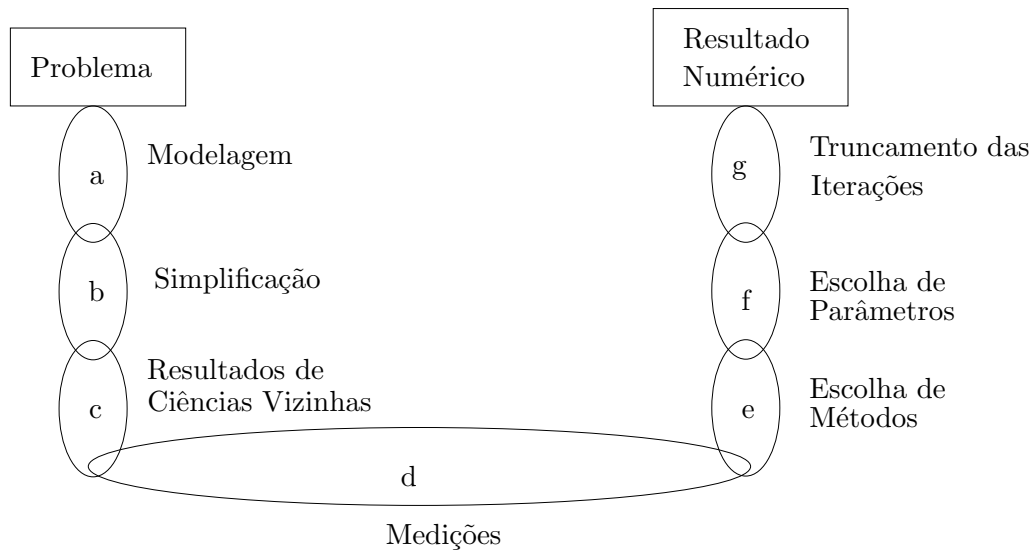 Problema
Resultado
Numérico
a
Modelagem
g
Truncamento das
Iterações
b
Simplificação
f
Escolha de
Parâmetros
c
Resultados de
Ciências Vizinhas
e
Escolha de
Métodos
d
Medições